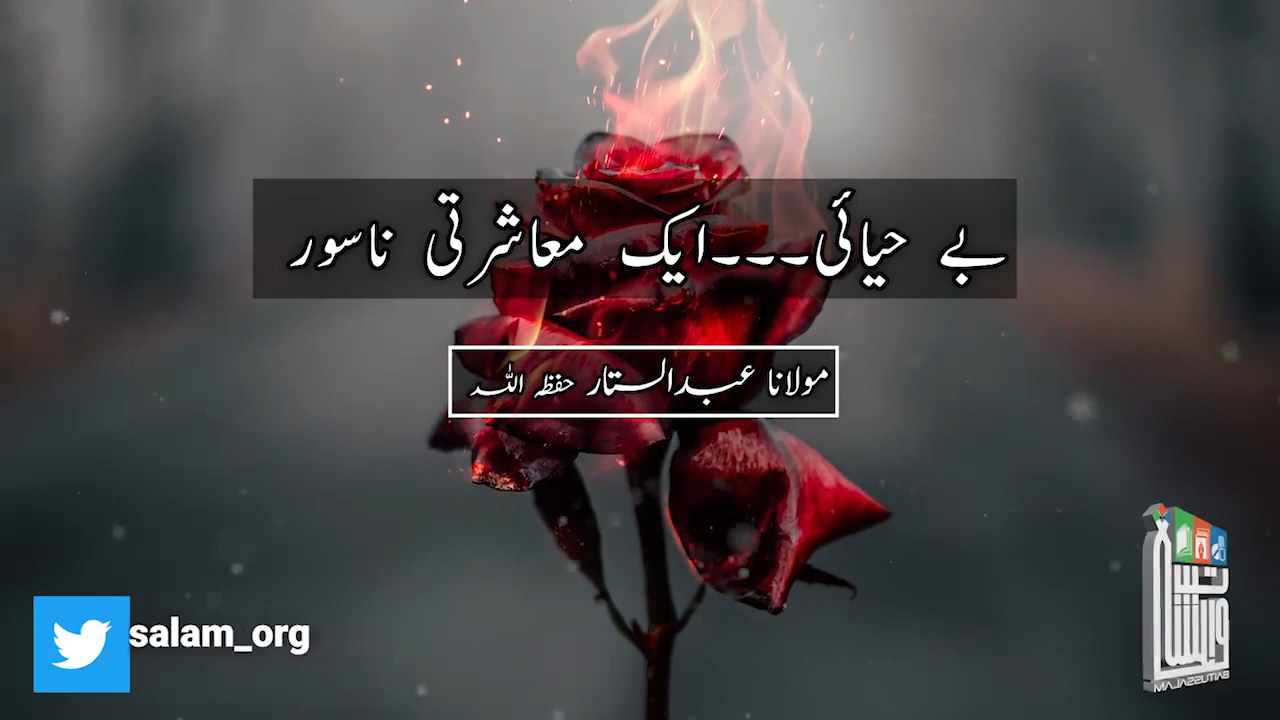 بے حیائی۔۔۔ایک معاشرتی ناسور
مولانا عبدالستار حفظہ اللہ
salam_org